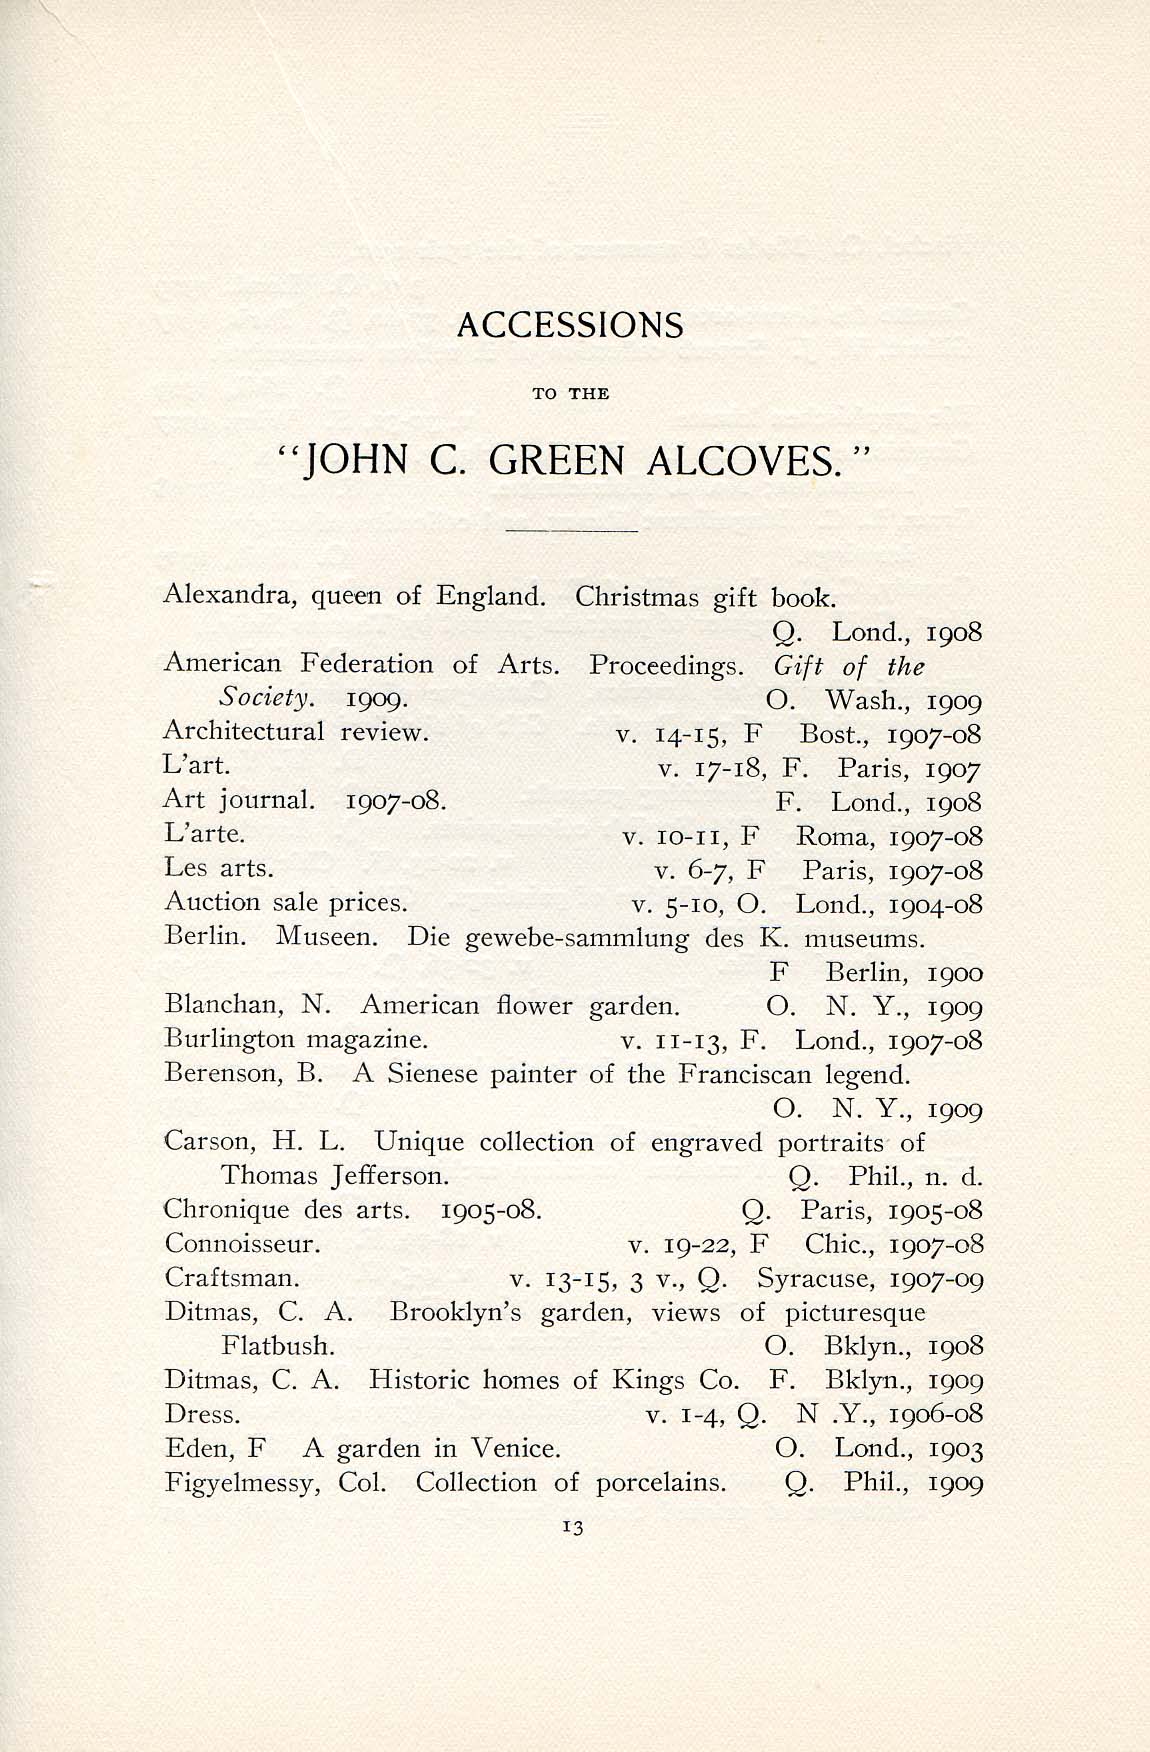 ACCESSIONS
TO THE
"JOHN C. GREEN ALCOVES."
Alexandra, queen of England. Christmas gift book.
Q. Lond., 1908
American Federation of Arts. Proceedings. Gift of the
Society. 1909. O. Wash., 1909
Architectural review. v. 14-15, F Bost., 1907-08
L'art. v. 17-18, F. Paris, 1907
Art journal. 1907-08. F. Lond., 1908
L'arte. v. 10-11, F Roma, 1907-08
Les arts. v. 6-7, F Paris, 1907-08
Auction sale prices. v. 5-10, O. Lond., 1904-08
Berlin. Museen. Die gewebe-sammlung des K. museums.
F Berlin, 1900
Blanchan, N. American flower garden. O. N. Y., 1909
Burlington magazine. v. 11-13, F. Lond., 1907-08
Berenson, B. A Sienese painter of the Franciscan legend.
O. N. Y., 1909
Carson, H. L. Unique collection of engraved portraits of
Thomas Jefferson. Q. Phil., n. d.
Chronique des arts. 1905-08. Q. Paris, 1905-08
Connoisseur. v. 19-22, F Chic., 1907-08
Craftsman. v. 13-15, 3 v., Q. Syracuse, 1907-09
Ditmas, C. A. Brooklyn's garden, views of picturesque
Flatbush. O. Bklyn., 1908
Ditmas, C. A. Historic homes of Kings Co. F. Bklyn., 1909
Dress. v. 1-4, Q. N .Y., 1906-08
Eden, F A garden in Venice. O. Lond., 1903
Figyelmessy, Col. Collection of porcelains. Q. Phil., 1909
13